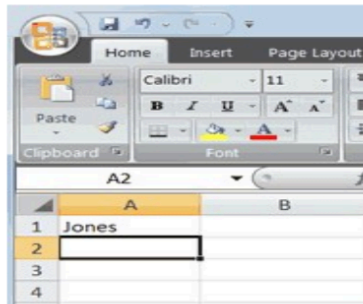 Home Insert Page Layout
Calibri 11
B I U A A
Paste
A
Clipboard Font
A2
A B
1 Jones
2
3
4